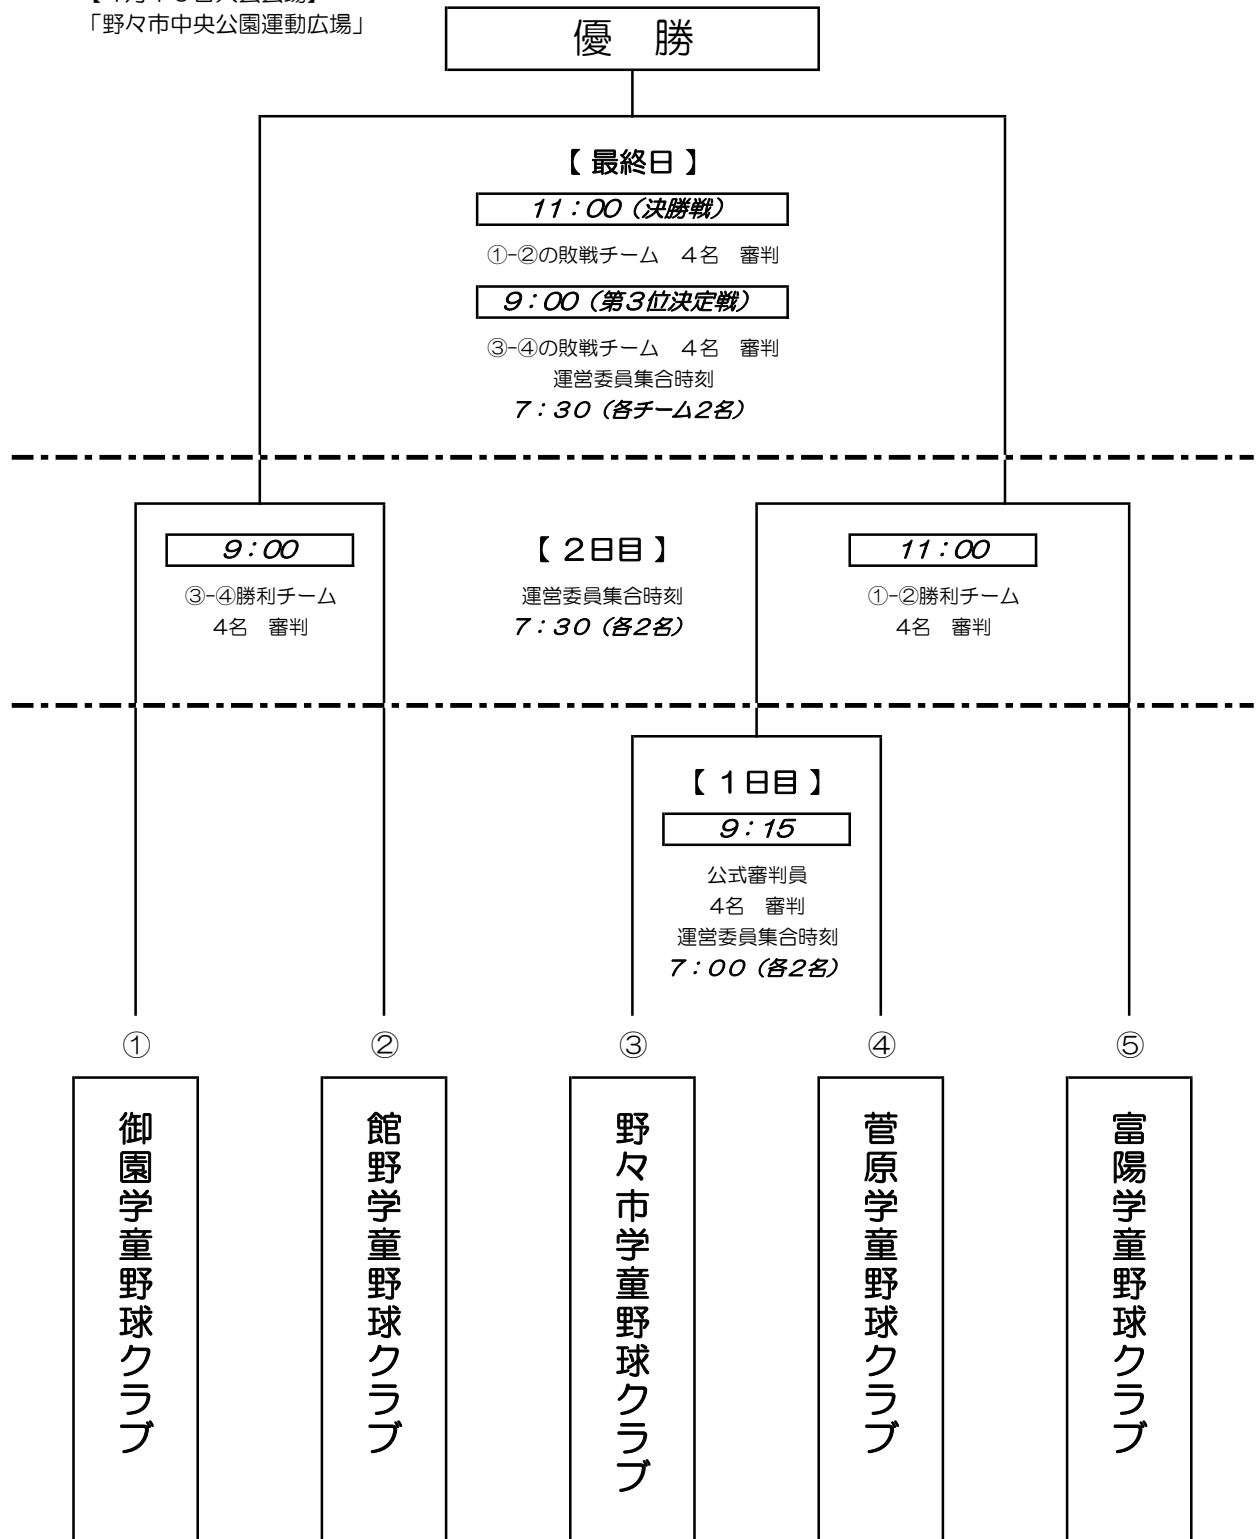 「野々市中央公園運動広場」
優　勝
【 最終日 】
11：00（決勝戦）
①-②の敗戦チーム　4名　審判
9：00（第3位決定戦）
③-④の敗戦チーム　4名　審判
運営委員集合時刻
7：30（各チーム2名）
9：00
③-④勝利チーム
4名　審判
【 2日目 】
運営委員集合時刻
7：30（各2名）
11：00
①-②勝利チーム
4名　審判
【 1日目 】
9：15
公式審判員
4名　審判
運営委員集合時刻
7：00（各2名）
①
②
③
④
⑤
御園学童野球クラブ
館野学童野球クラブ
野々市学童野球クラブ
菅原学童野球クラブ
富陽学童野球クラブ